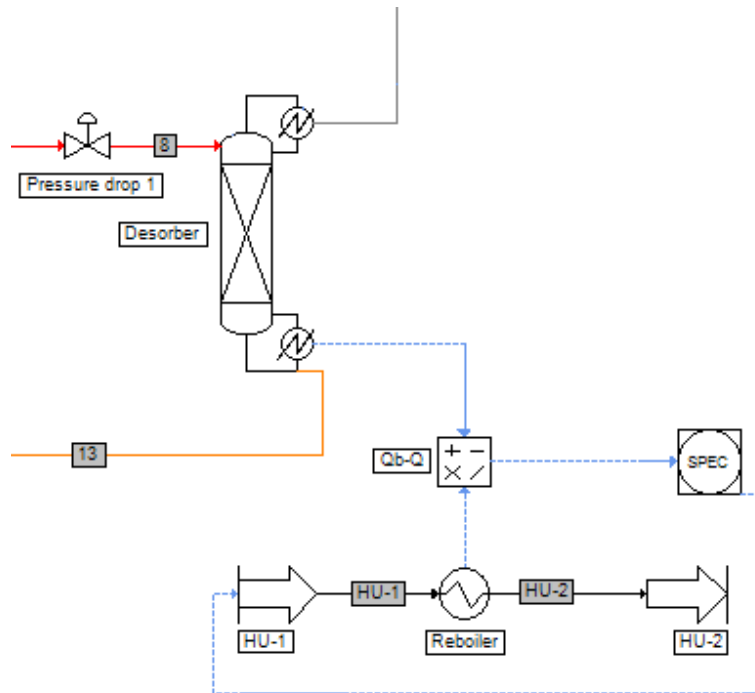 8
Pressure drop 1
Desorber
13
Qb-Q
+ −
× /
SPEC
HU-1
HU-2
HU-1
Reboiler
HU-2